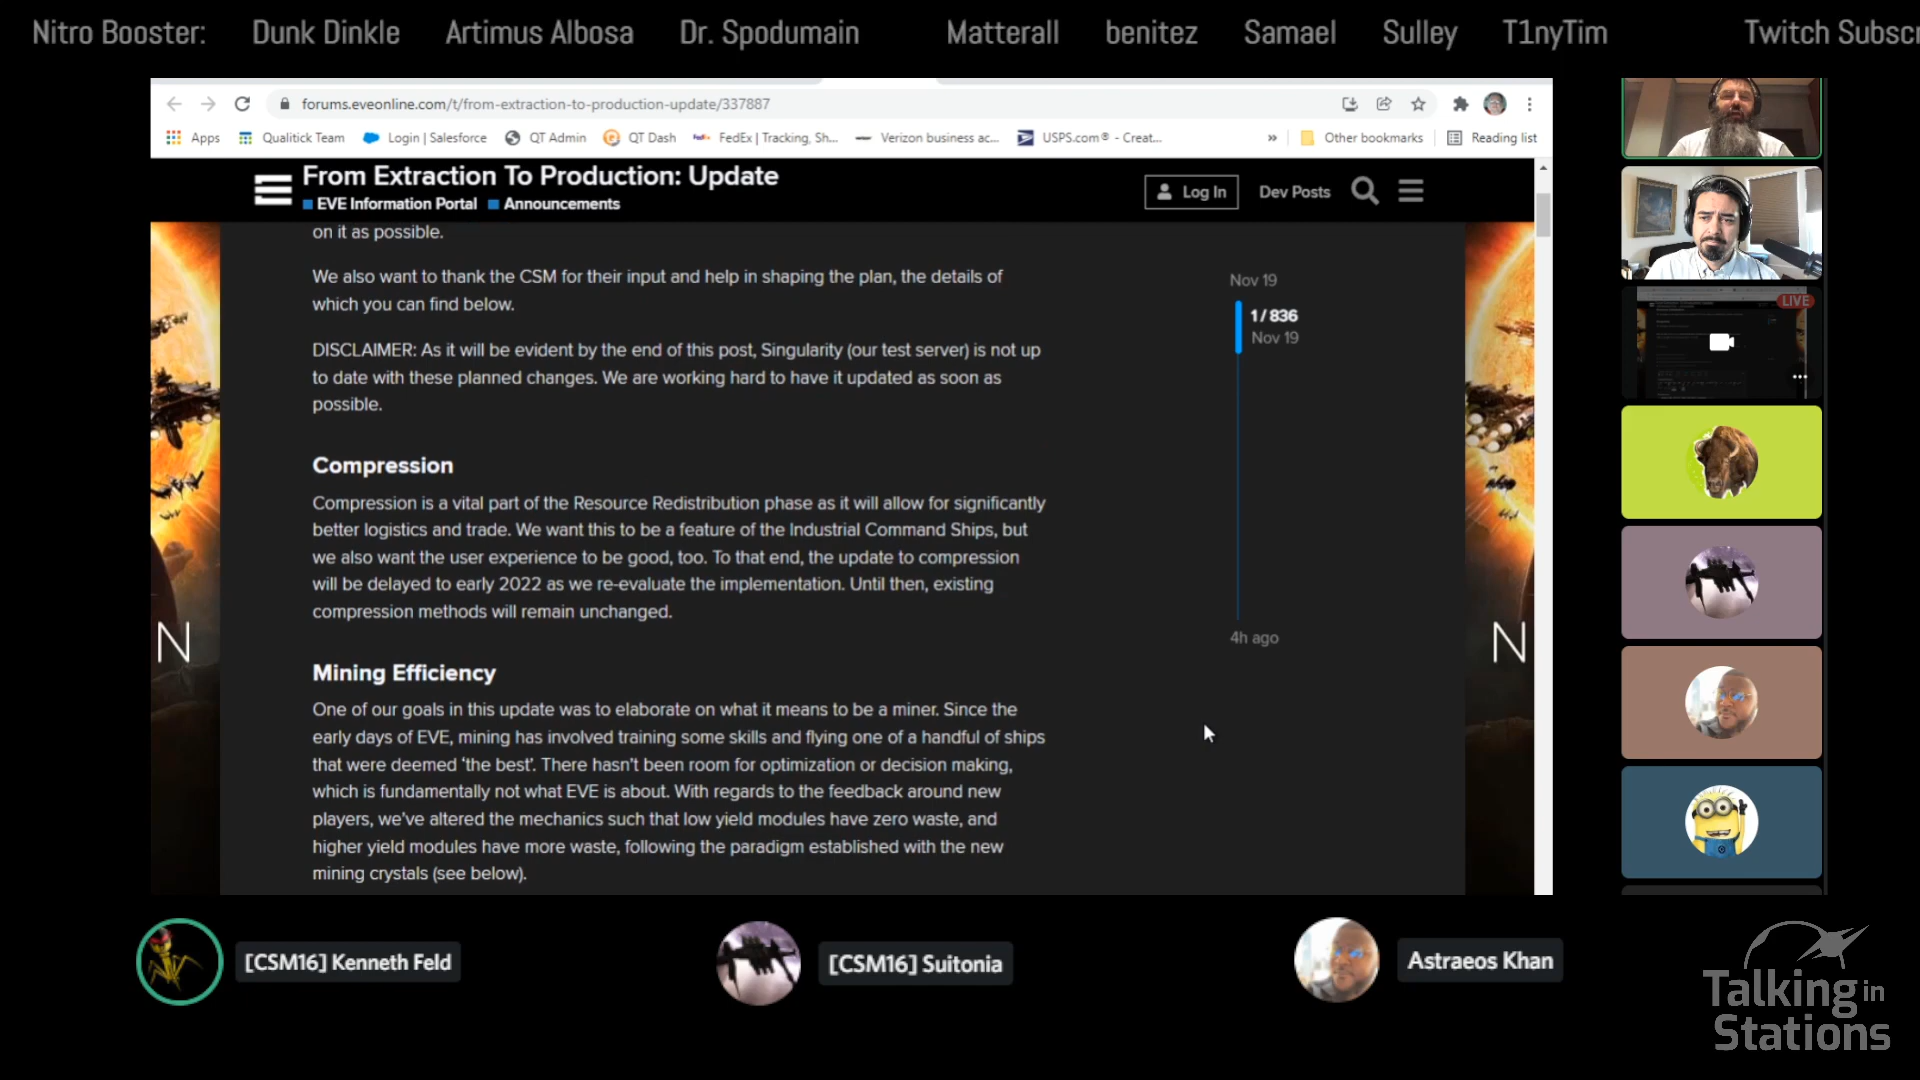 Nitro Booster: Dunk Dinkle Artimus Albosa Dr. Spodumain Matterall benitez Samael Sulley T1nyTim Twitch Subscr
forums.eveonline.com/t/from-extraction-to-production-update/337887
Apps Qualitick Team Login | Salesforce QT Admin QT Dash FedEx | Tracking, Sh... Verizon business ac... USPS.com® - Creat... » Other bookmarks Reading list
From Extraction To Production: Update
EVE Information Portal Announcements
Log In Dev Posts
on it as possible.
We also want to thank the CSM for their input and help in shaping the plan, the details of
which you can find below.
DISCLAIMER: As it will be evident by the end of this post, Singularity (our test server) is not up
to date with these planned changes. We are working hard to have it updated as soon as
possible.
Compression
Compression is a vital part of the Resource Redistribution phase as it will allow for significantly
better logistics and trade. We want this to be a feature of the Industrial Command Ships, but
we also want the user experience to be good, too. To that end, the update to compression
will be delayed to early 2022 as we re-evaluate the implementation. Until then, existing
compression methods will remain unchanged.
Mining Efficiency
One of our goals in this update was to elaborate on what it means to be a miner. Since the
early days of EVE, mining has involved training some skills and flying one of a handful of ships
that were deemed ‘the best’. There hasn’t been room for optimization or decision making,
which is fundamentally not what EVE is about. With regards to the feedback around new
players, we’ve altered the mechanics such that low yield modules have zero waste, and
higher yield modules have more waste, following the paradigm established with the new
mining crystals (see below).
Nov 19
1 / 836
Nov 19
4h ago
N
N
LIVE
[CSM16] Kenneth Feld
[CSM16] Suitonia
Astraeos Khan
Talking in
Stations